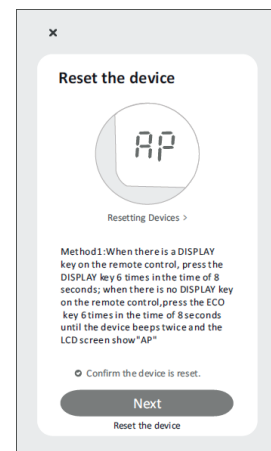 ×
Reset the device
AP
Resetting Devices >
Method1:When there is a DISPLAY
key on the remote control, press the
DISPLAY key 6 times in the time of 8
seconds; when there is no DISPLAY key
on the remote control,press the ECO
key 6 times in the time of 8 seconds
until the device beeps twice and the
LCD screen show"AP"
Confirm the device is reset.
Next
Reset the device